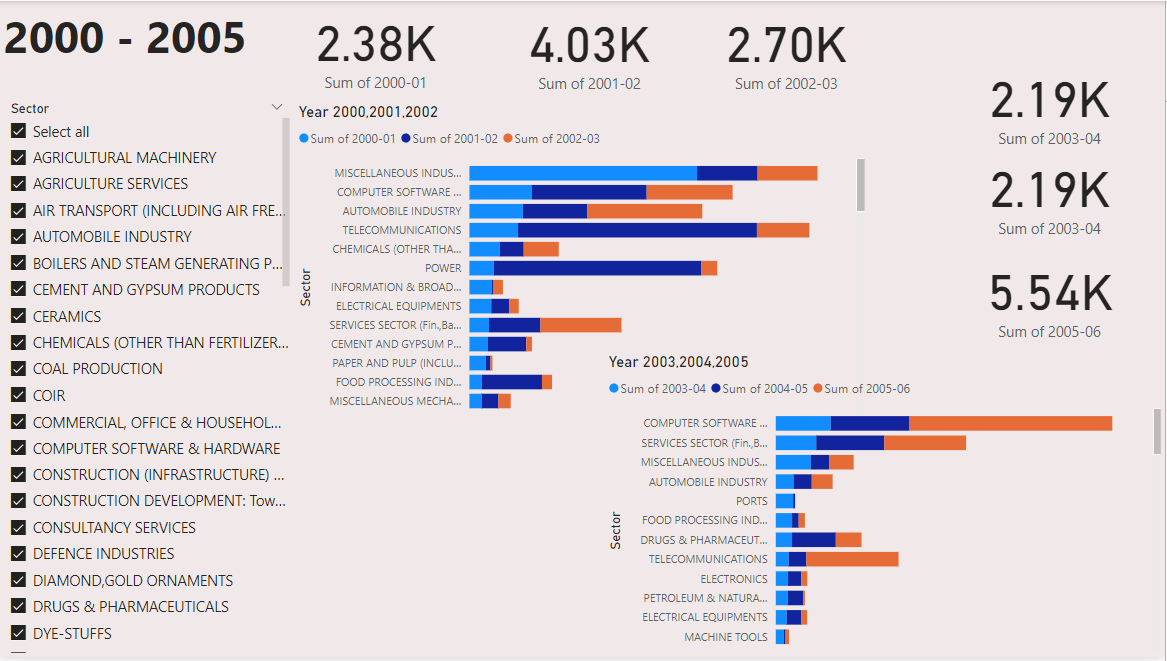 2000 - 2005
2.38K
Sum of 2000-01
4.03K
Sum of 2001-02
2.70K
Sum of 2002-03
2.19K
Sum of 2003-04
2.19K
Sum of 2003-04
5.54K
Sum of 2005-06
Sector
Select all
AGRICULTURAL MACHINERY
AGRICULTURE SERVICES
AIR TRANSPORT (INCLUDING AIR FRE...
AUTOMOBILE INDUSTRY
BOILERS AND STEAM GENERATING P...
CEMENT AND GYPSUM PRODUCTS
CERAMICS
CHEMICALS (OTHER THAN FERTILIZER...
COAL PRODUCTION
COIR
COMMERCIAL, OFFICE & HOUSEHOL...
COMPUTER SOFTWARE & HARDWARE
CONSTRUCTION (INFRASTRUCTURE) ...
CONSTRUCTION DEVELOPMENT: Tow...
CONSULTANCY SERVICES
DEFENCE INDUSTRIES
DIAMOND,GOLD ORNAMENTS
DRUGS & PHARMACEUTICALS
DYE-STUFFS
Year 2000,2001,2002
Sum of 2000-01 Sum of 2001-02 Sum of 2002-03
Sector
MISCELLANEOUS INDUS...
COMPUTER SOFTWARE ...
AUTOMOBILE INDUSTRY
TELECOMMUNICATIONS
CHEMICALS (OTHER THA...
POWER
INFORMATION & BROAD...
ELECTRICAL EQUIPMENTS
SERVICES SECTOR (Fin.,Ba...
CEMENT AND GYPSUM P...
PAPER AND PULP (INCLU...
FOOD PROCESSING IND...
MISCELLANEOUS MECHA...
Year 2003,2004,2005
Sum of 2003-04 Sum of 2004-05 Sum of 2005-06
Sector
COMPUTER SOFTWARE ...
SERVICES SECTOR (Fin.,B...
MISCELLANEOUS INDUS...
AUTOMOBILE INDUSTRY
PORTS
FOOD PROCESSING IND...
DRUGS & PHARMACEUT...
TELECOMMUNICATIONS
ELECTRONICS
PETROLEUM & NATURA...
ELECTRICAL EQUIPMENTS
MACHINE TOOLS